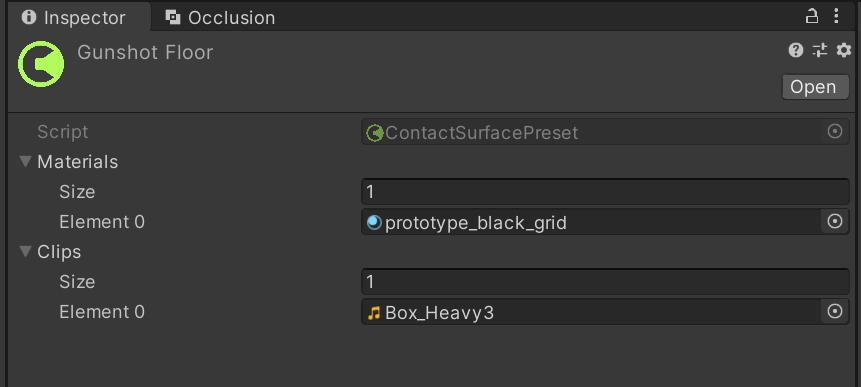 Inspector
Occlusion
Gunshot Floor
Open
Script
ContactSurfacePreset
Materials
Size
1
Element 0
prototype_black_grid
Clips
Size
1
Element 0
Box_Heavy3